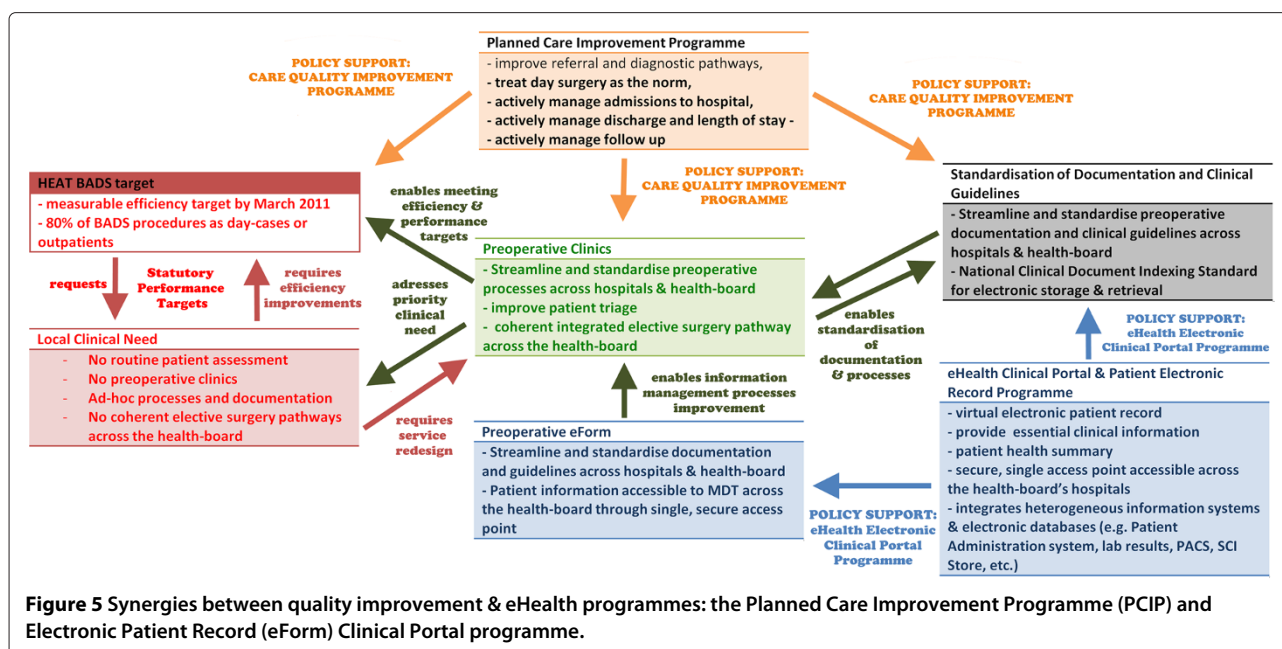 Planned Care Improvement Programme
- improve referral and diagnostic pathways,
- treat day surgery as the norm,
- actively manage admissions to hospital,
- actively manage discharge and length of stay -
- actively manage follow up
POLICY SUPPORT:
CARE QUALITY IMPROVEMENT
PROGRAMME
POLICY SUPPORT:
CARE QUALITY IMPROVEMENT
PROGRAMME
POLICY SUPPORT:
CARE QUALITY IMPROVEMENT
PROGRAMME
HEAT BADS target
- measurable efficiency target by March 2011
- 80% of BADS procedures as day-cases or
outpatients
enables meeting
efficiency &
performance
targets
Standardisation of Documentation and Clinical
Guidelines
- Streamline and standardise preoperative
documentation and clinical guidelines across
hospitals & health-board
- National Clinical Document Indexing Standard
for electronic storage & retrieval
Preoperative Clinics
- Streamline and standardise preoperative
processes across hospitals & health-board
- improve patient triage
- coherent integrated elective surgery pathway
across the health-board
requests
Statutory
Performance
Targets
requires
efficiency
improvements
adresses
priority
clinical
need
enables
standardisation
of
documentation
& processes
POLICY SUPPORT:
eHealth Electronic
Clinical Portal Programme
Local Clinical Need
- No routine patient assessment
- No preoperative clinics
- Ad-hoc processes and documentation
- No coherent elective surgery pathways
across the health-board
requires
service
redesign
enables information
management processes
improvement
Preoperative eForm
- Streamline and standardise documentation
and guidelines across hospitals & health-board
- Patient information accessible to MDT across
the health-board through single, secure access
point
POLICY SUPPORT:
eHealth Electronic
Clinical Portal
Programme
eHealth Clinical Portal & Patient Electronic
Record Programme
- virtual electronic patient record
- provide essential clinical information
- patient health summary
- secure, single access point accessible across
the health-board's hospitals
- integrates heterogeneous information systems
& electronic databases (e.g. Patient
Administration system, lab results, PACS, SCI
Store, etc.)
Figure 5 Synergies between quality improvement & eHealth programmes: the Planned Care Improvement Programme (PCIP) and
Electronic Patient Record (eForm) Clinical Portal programme.